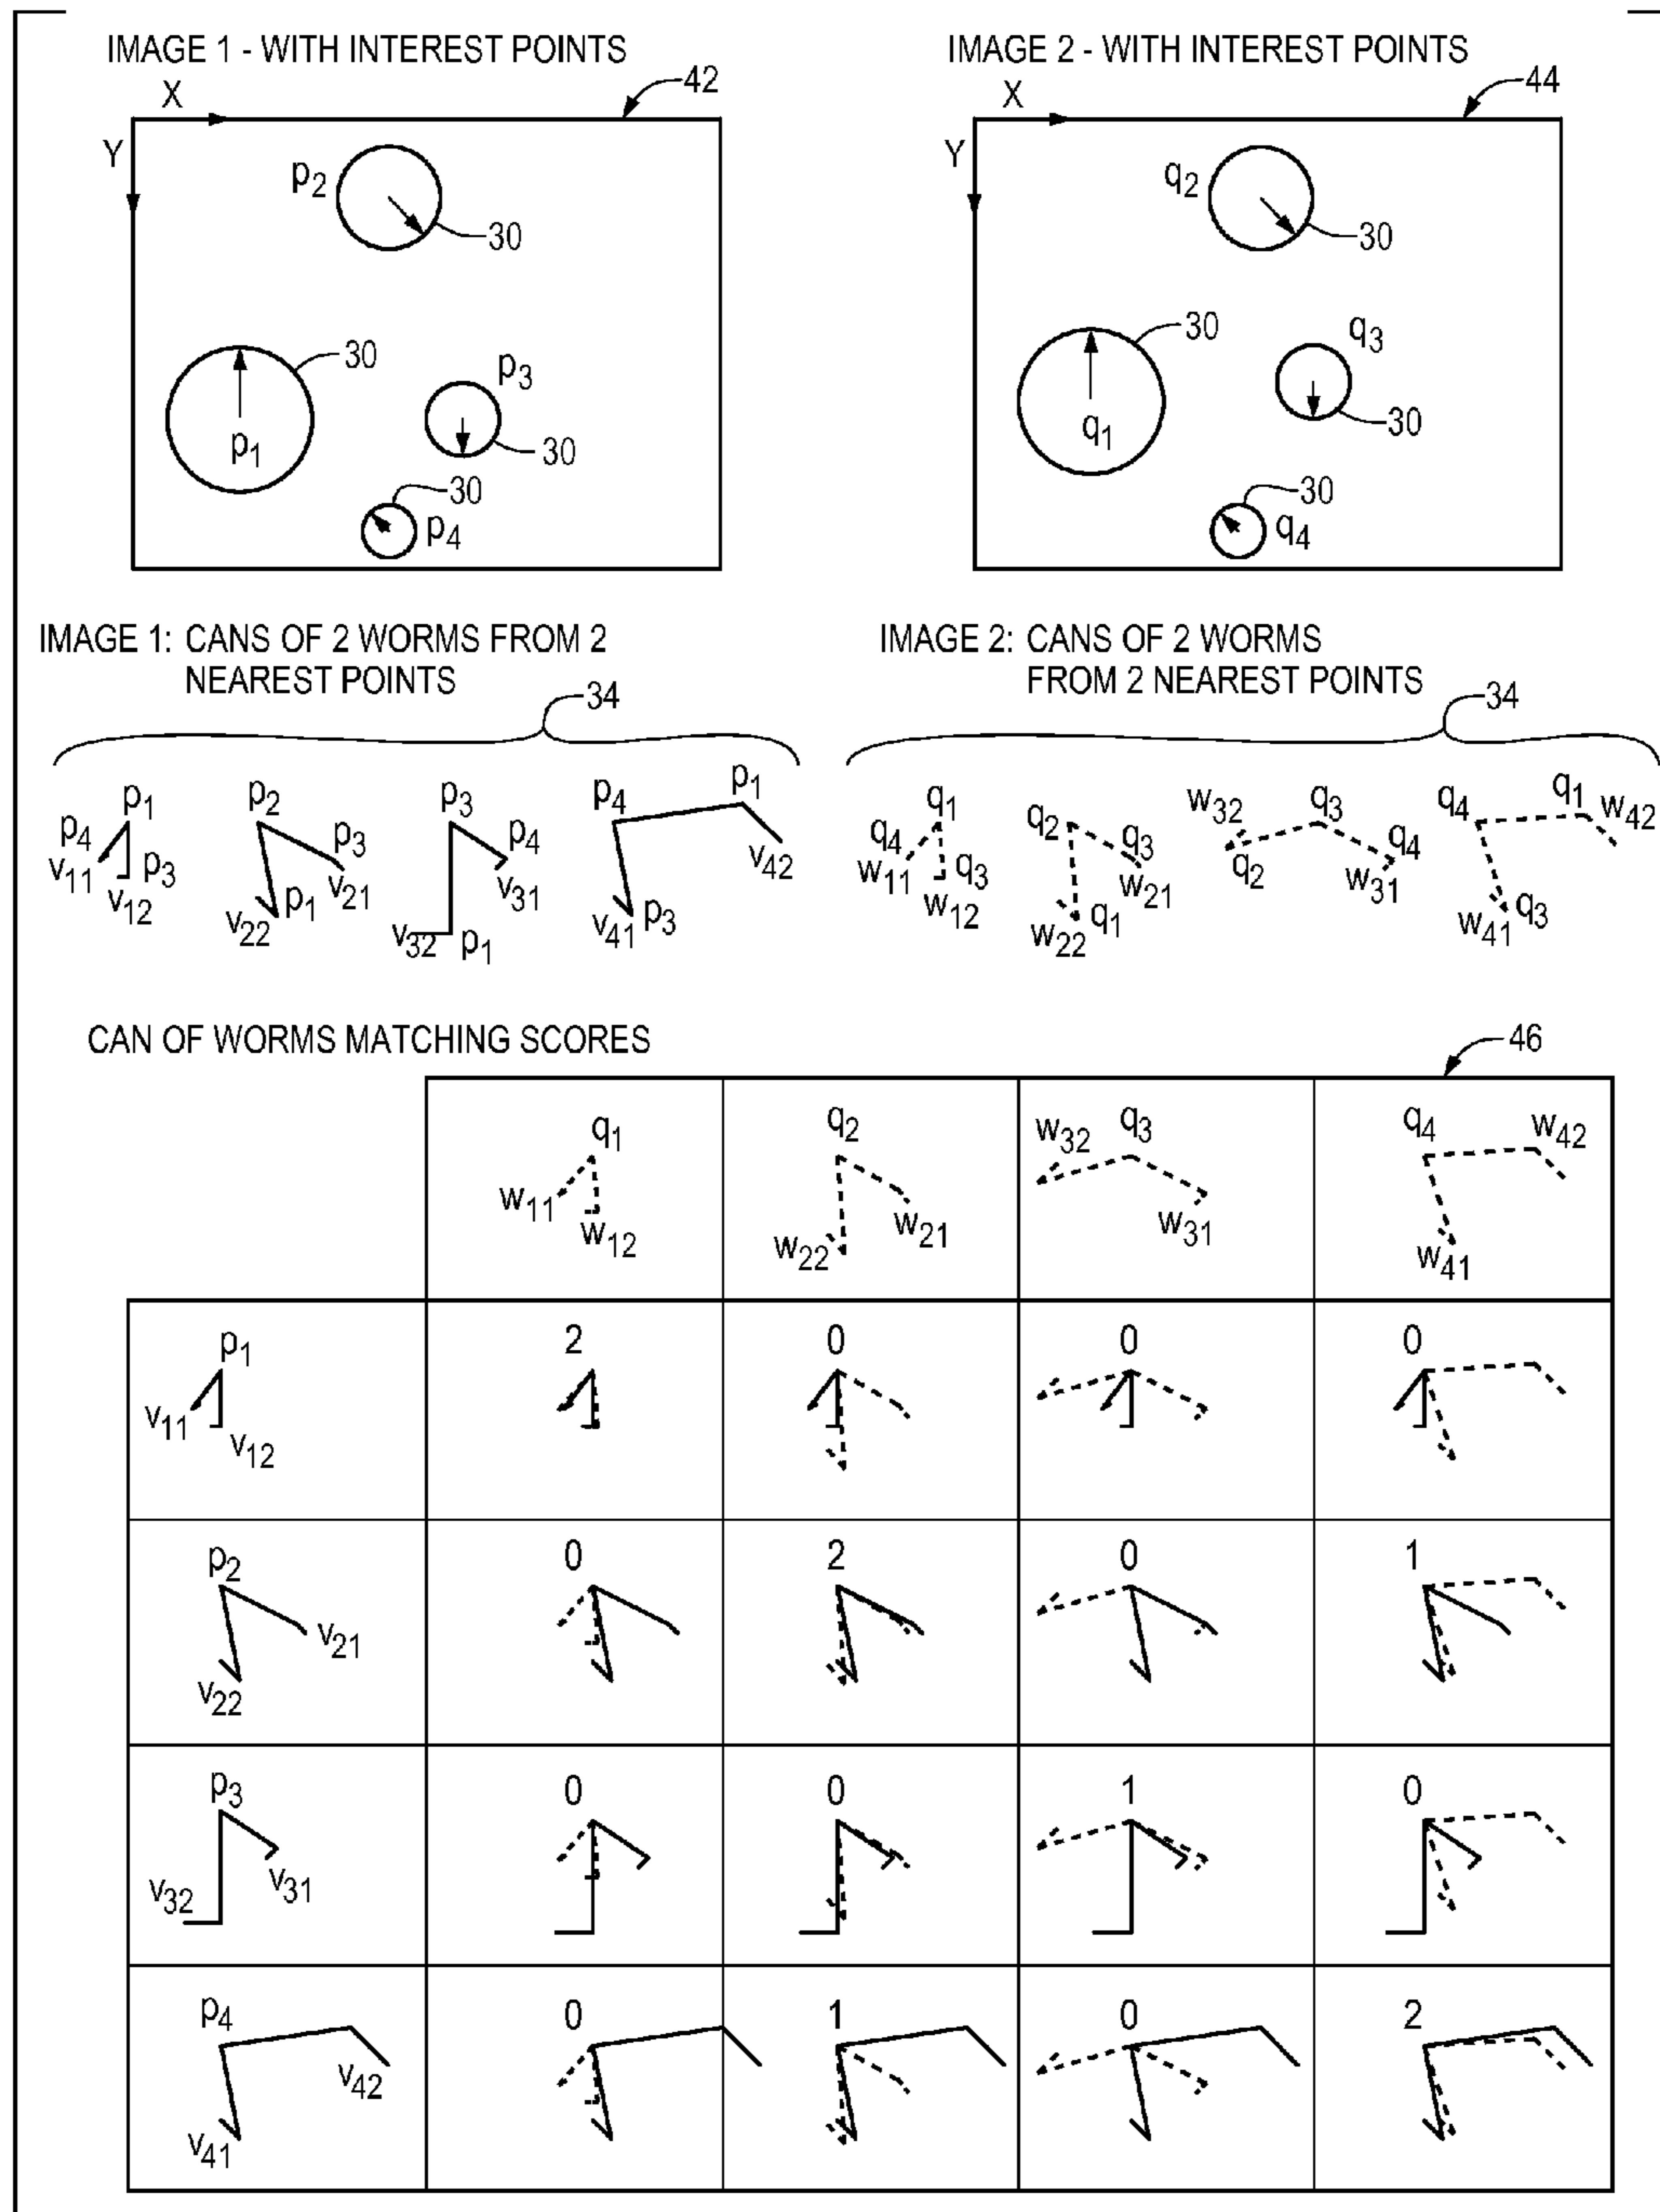 IMAGE 1 - WITH INTEREST POINTS
IMAGE 2 - WITH INTEREST POINTS
X
42
X
44
Y
Y
p2
30
q2
30
30
p3
30
q3
p1
30
q1
30
30
p4
30
q4
IMAGE 1: CANS OF 2 WORMS FROM 2
NEAREST POINTS
IMAGE 2: CANS OF 2 WORMS
FROM 2 NEAREST POINTS
34
34
p1
p4
v11
p3
v12
p2
p3
v21
p1
v22
p3
p4
v31
v32
p1
p4
p1
v42
v41
p3
q1
q4
w11
q3
w12
q2
q3
w21
w22
q1
w32
q3
q2
q4
w31
q4
q1
w42
w41
q3
CAN OF WORMS MATCHING SCORES
46
q1
w11
w12
q2
w21
w22
w32
q3
w31
q4
w42
w41
p1
v11
v12
2
0
0
0
p2
v21
v22
0
2
0
1
p3
v32
v31
0
0
1
0
p4
v42
v41
0
1
0
2